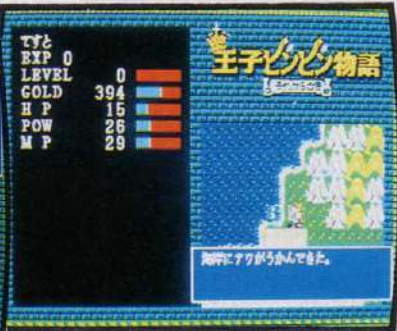 てすと
EXP 0
LEVEL 0
GOLD 394
H P 15
POW 26
M P 29
王子ビンビン物語
海岸にアワがうかんできた。